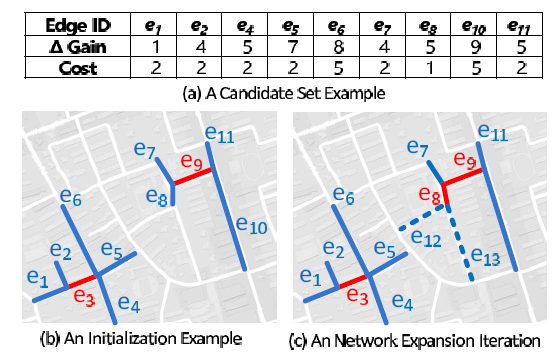 Edge ID e1 e2 e4 e5 e6 e7 e8 e10 e11
Δ Gain 1 4 5 7 8 4 5 9 5
Cost 2 2 2 2 5 2 1 5 2
(a) A Candidate Set Example
e11
e7
e9
e8
e6
e10
e2
e5
e1
e3
e4
(b) An Initialization Example
e11
e7
e9
e8
e6
e12
e2
e5
e13
e1
e3
e4
(c) An Network Expansion Iteration